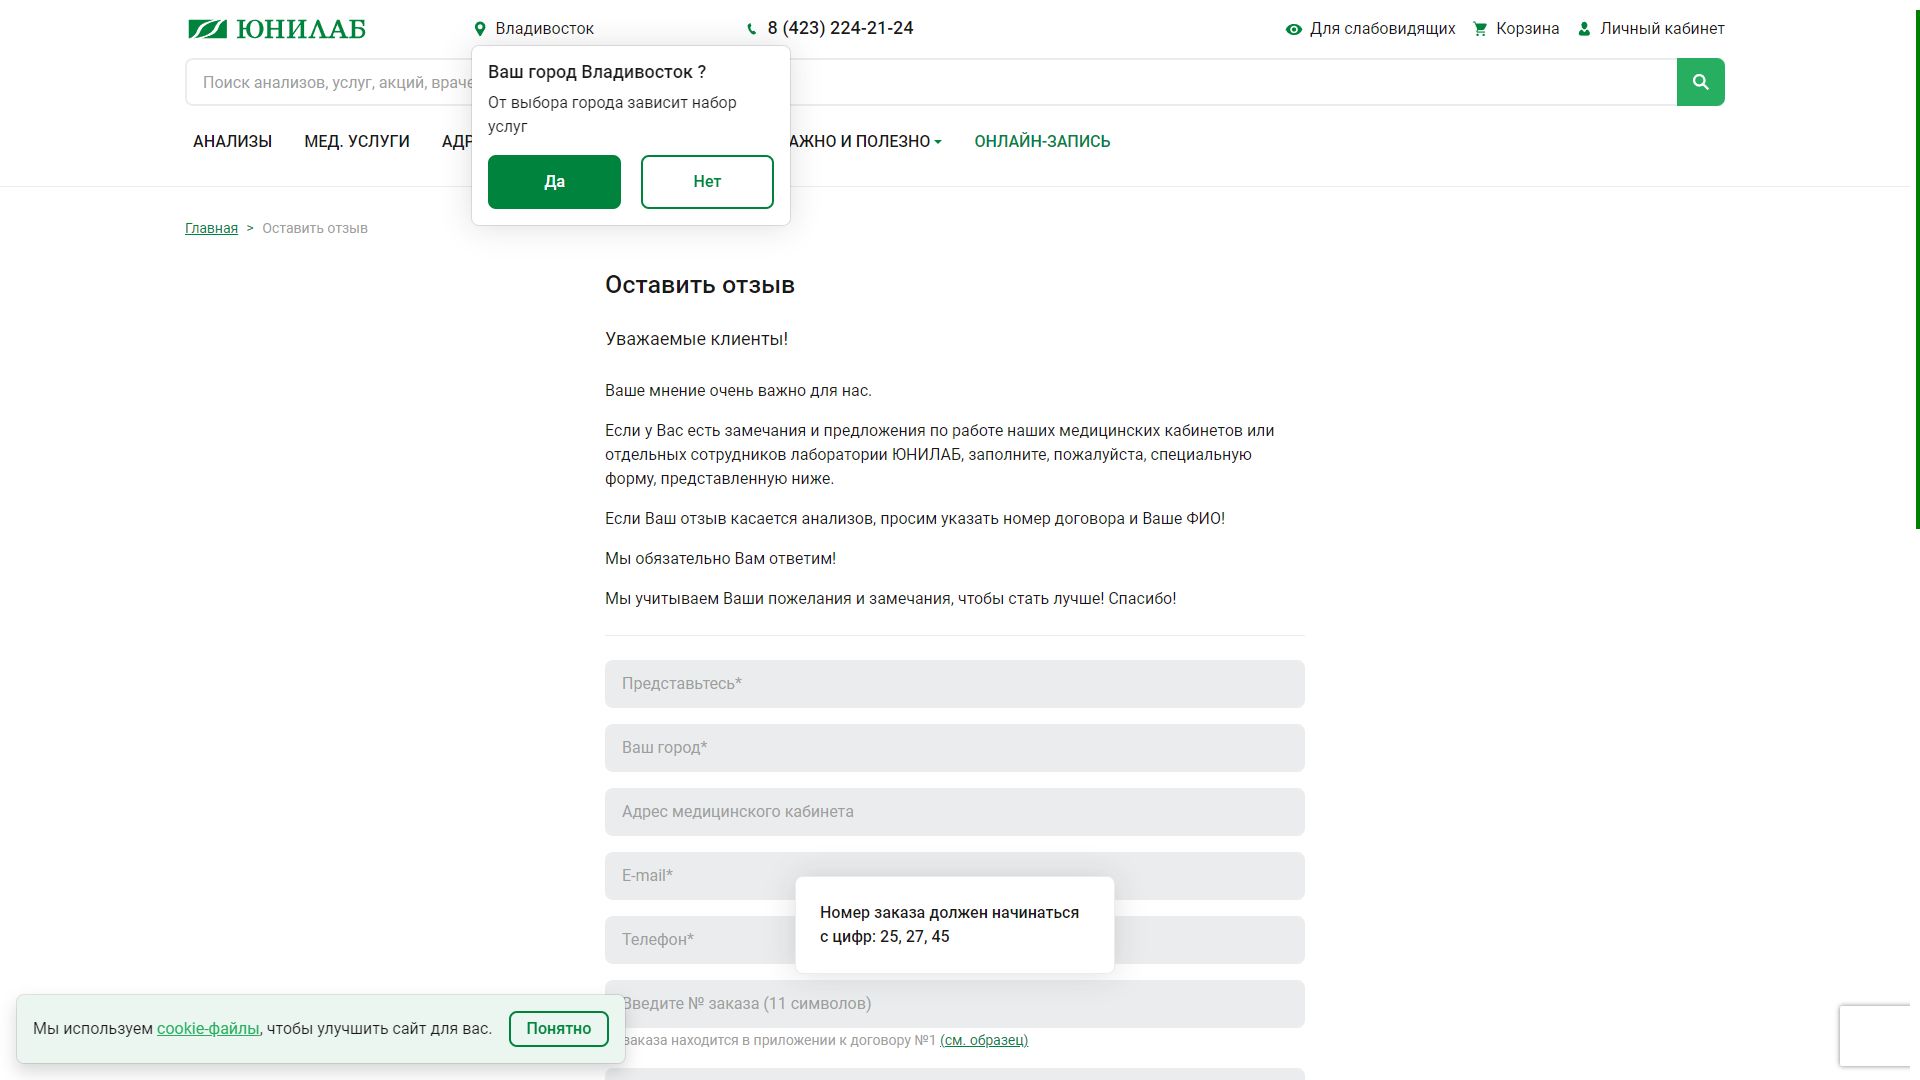 ЮНИЛАБ
Владивосток
8 (423) 224-21-24
Для слабовидящих
Корзина
Личный кабинет
Поиск анализов, услуг, акций,
Ваш город Владивосток ?
От выбора города зависит набор
услуг
Да
Нет
АНАЛИЗЫ
МЕД. УСЛУГИ
И ПОЛЕЗНО
ОНЛАЙН-ЗАПИСЬ
Главная > Оставить отзыв
Оставить отзыв
Уважаемые клиенты!
Ваше мнение очень важно для нас.
Если у Вас есть замечания и предложения по работе наших медицинских кабинетов или
отдельных сотрудников лаборатории ЮНИЛАБ, заполните, пожалуйста, специальную
форму, представленную ниже.
Если Ваш отзыв касается анализов, просим указать номер договора и Ваше ФИО!
Мы обязательно Вам ответим!
Мы учитываем Ваши пожелания и замечания, чтобы стать лучше! Спасибо!
Представьтесь*
Ваш город*
Адрес медицинского кабинета
E-mail*
Телефон*
Номер заказа должен начинаться
с цифр: 25, 27, 45
Введите № заказа (11 символов)
заказа находится в приложении к договору №1 (см. образец)
Мы используем cookie-файлы, чтобы улучшить сайт для вас.
Понятно